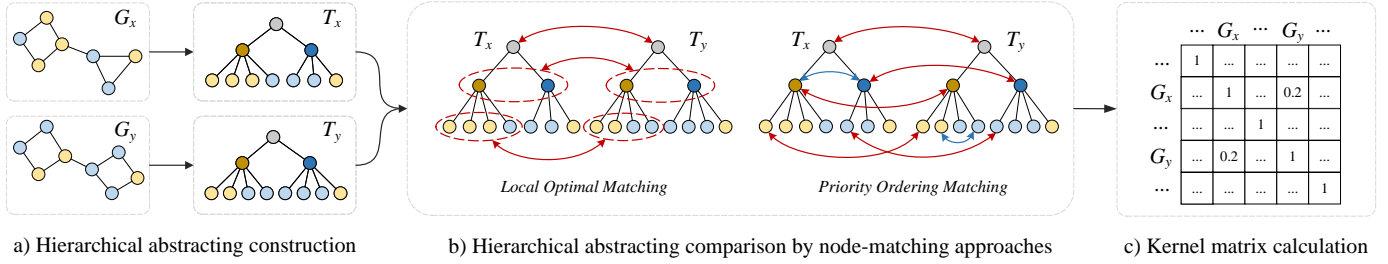 G_x
T_x
G_y
T_y
a) Hierarchical abstracting construction
T_x
T_y
Local Optimal Matching
T_x
T_y
Priority Ordering Matching
b) Hierarchical abstracting comparison by node-matching approaches
... G_x ... G_y ...
... 1 ... ... ... ...
G_x ... 1 ... 0.2 ...
... ... ... 1 ... ...
G_y ... 0.2 ... 1 ...
... ... ... ... ... 1
c) Kernel matrix calculation